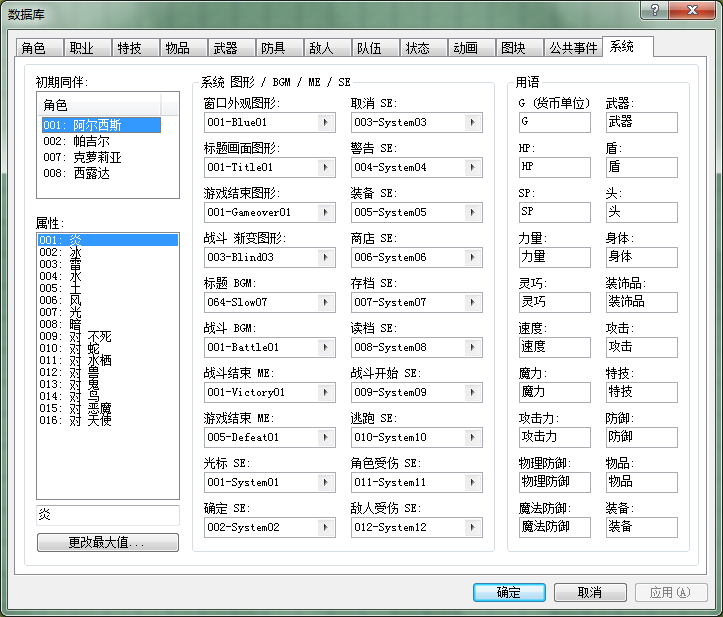 数据库
角色 职业 特技 物品 武器 防具 敌人 队伍 状态 动画 图块 公共事件 系统
初期同伴:
角色
001: 阿尔西斯
002: 帕吉尔
007: 克萝莉亚
008: 西露达
属性:
001: 炎
002: 冰
003: 雷
004: 水
005: 土
006: 风
007: 光
008: 暗
009: 对 不死
010: 对 蛇
011: 对 水栖
012: 对 兽
013: 对 鬼
014: 对 鸟
015: 对 恶魔
016: 对 天使
炎
更改最大值...
系统 图形 / BGM / ME / SE
窗口外观图形:
001-Blue01
标题画面图形:
001-Title01
游戏结束图形:
001-Gameover01
战斗 渐变图形:
003-Blind03
标题 BGM:
064-Slow07
战斗 BGM:
001-Battle01
战斗结束 ME:
001-Victory01
游戏结束 ME:
005-Defeat01
光标 SE:
001-System01
确定 SE:
002-System02
取消 SE:
003-System03
警告 SE:
004-System04
装备 SE:
005-System05
商店 SE:
006-System06
存档 SE:
007-System07
读档 SE:
008-System08
战斗开始 SE:
009-System09
逃跑 SE:
010-System10
角色受伤 SE:
011-System11
敌人受伤 SE:
012-System12
用语
G (货币单位)
G
HP:
HP
SP:
SP
力量:
力量
灵巧:
灵巧
速度:
速度
魔力:
魔力
攻击力:
攻击力
物理防御:
物理防御
魔法防御:
魔法防御
武器:
武器
盾:
盾
头:
头
身体:
身体
装饰品:
装饰品
攻击:
攻击
特技:
特技
防御:
防御
物品:
物品
装备:
装备
确定 取消 应用(A)